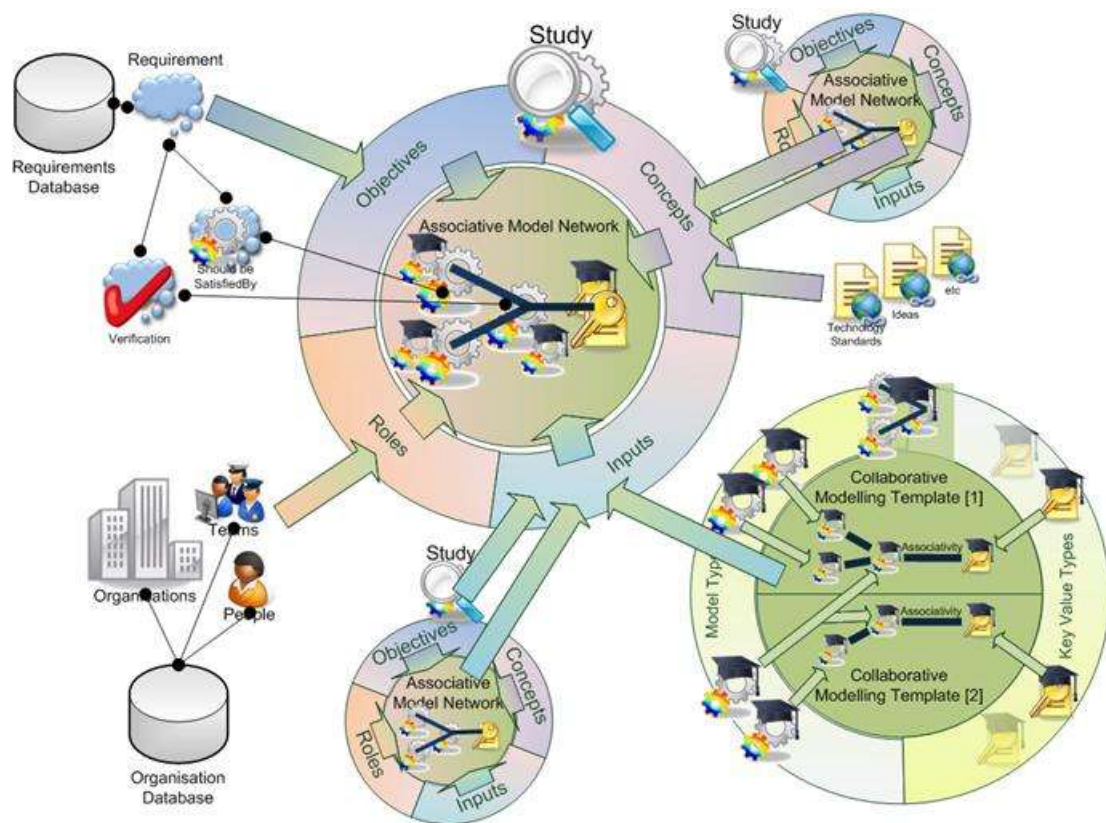 Study
Requirement
Requirements
Database
Should be
SatisfiedBy
Verification
Objectives
Concepts
Associative Model Network
Roles
Inputs
Study
Objectives
Concepts
Associative
Model Network
Inputs
Technology
Standards
Ideas
etc
Teams
Organisations
People
Organisation
Database
Study
Objectives
Concepts
Associative
Model Network
Roles
Inputs
Collaborative
Modelling Template [1]
Associativity
Key Value Types
Associativity
Collaborative
Modelling Template [2]